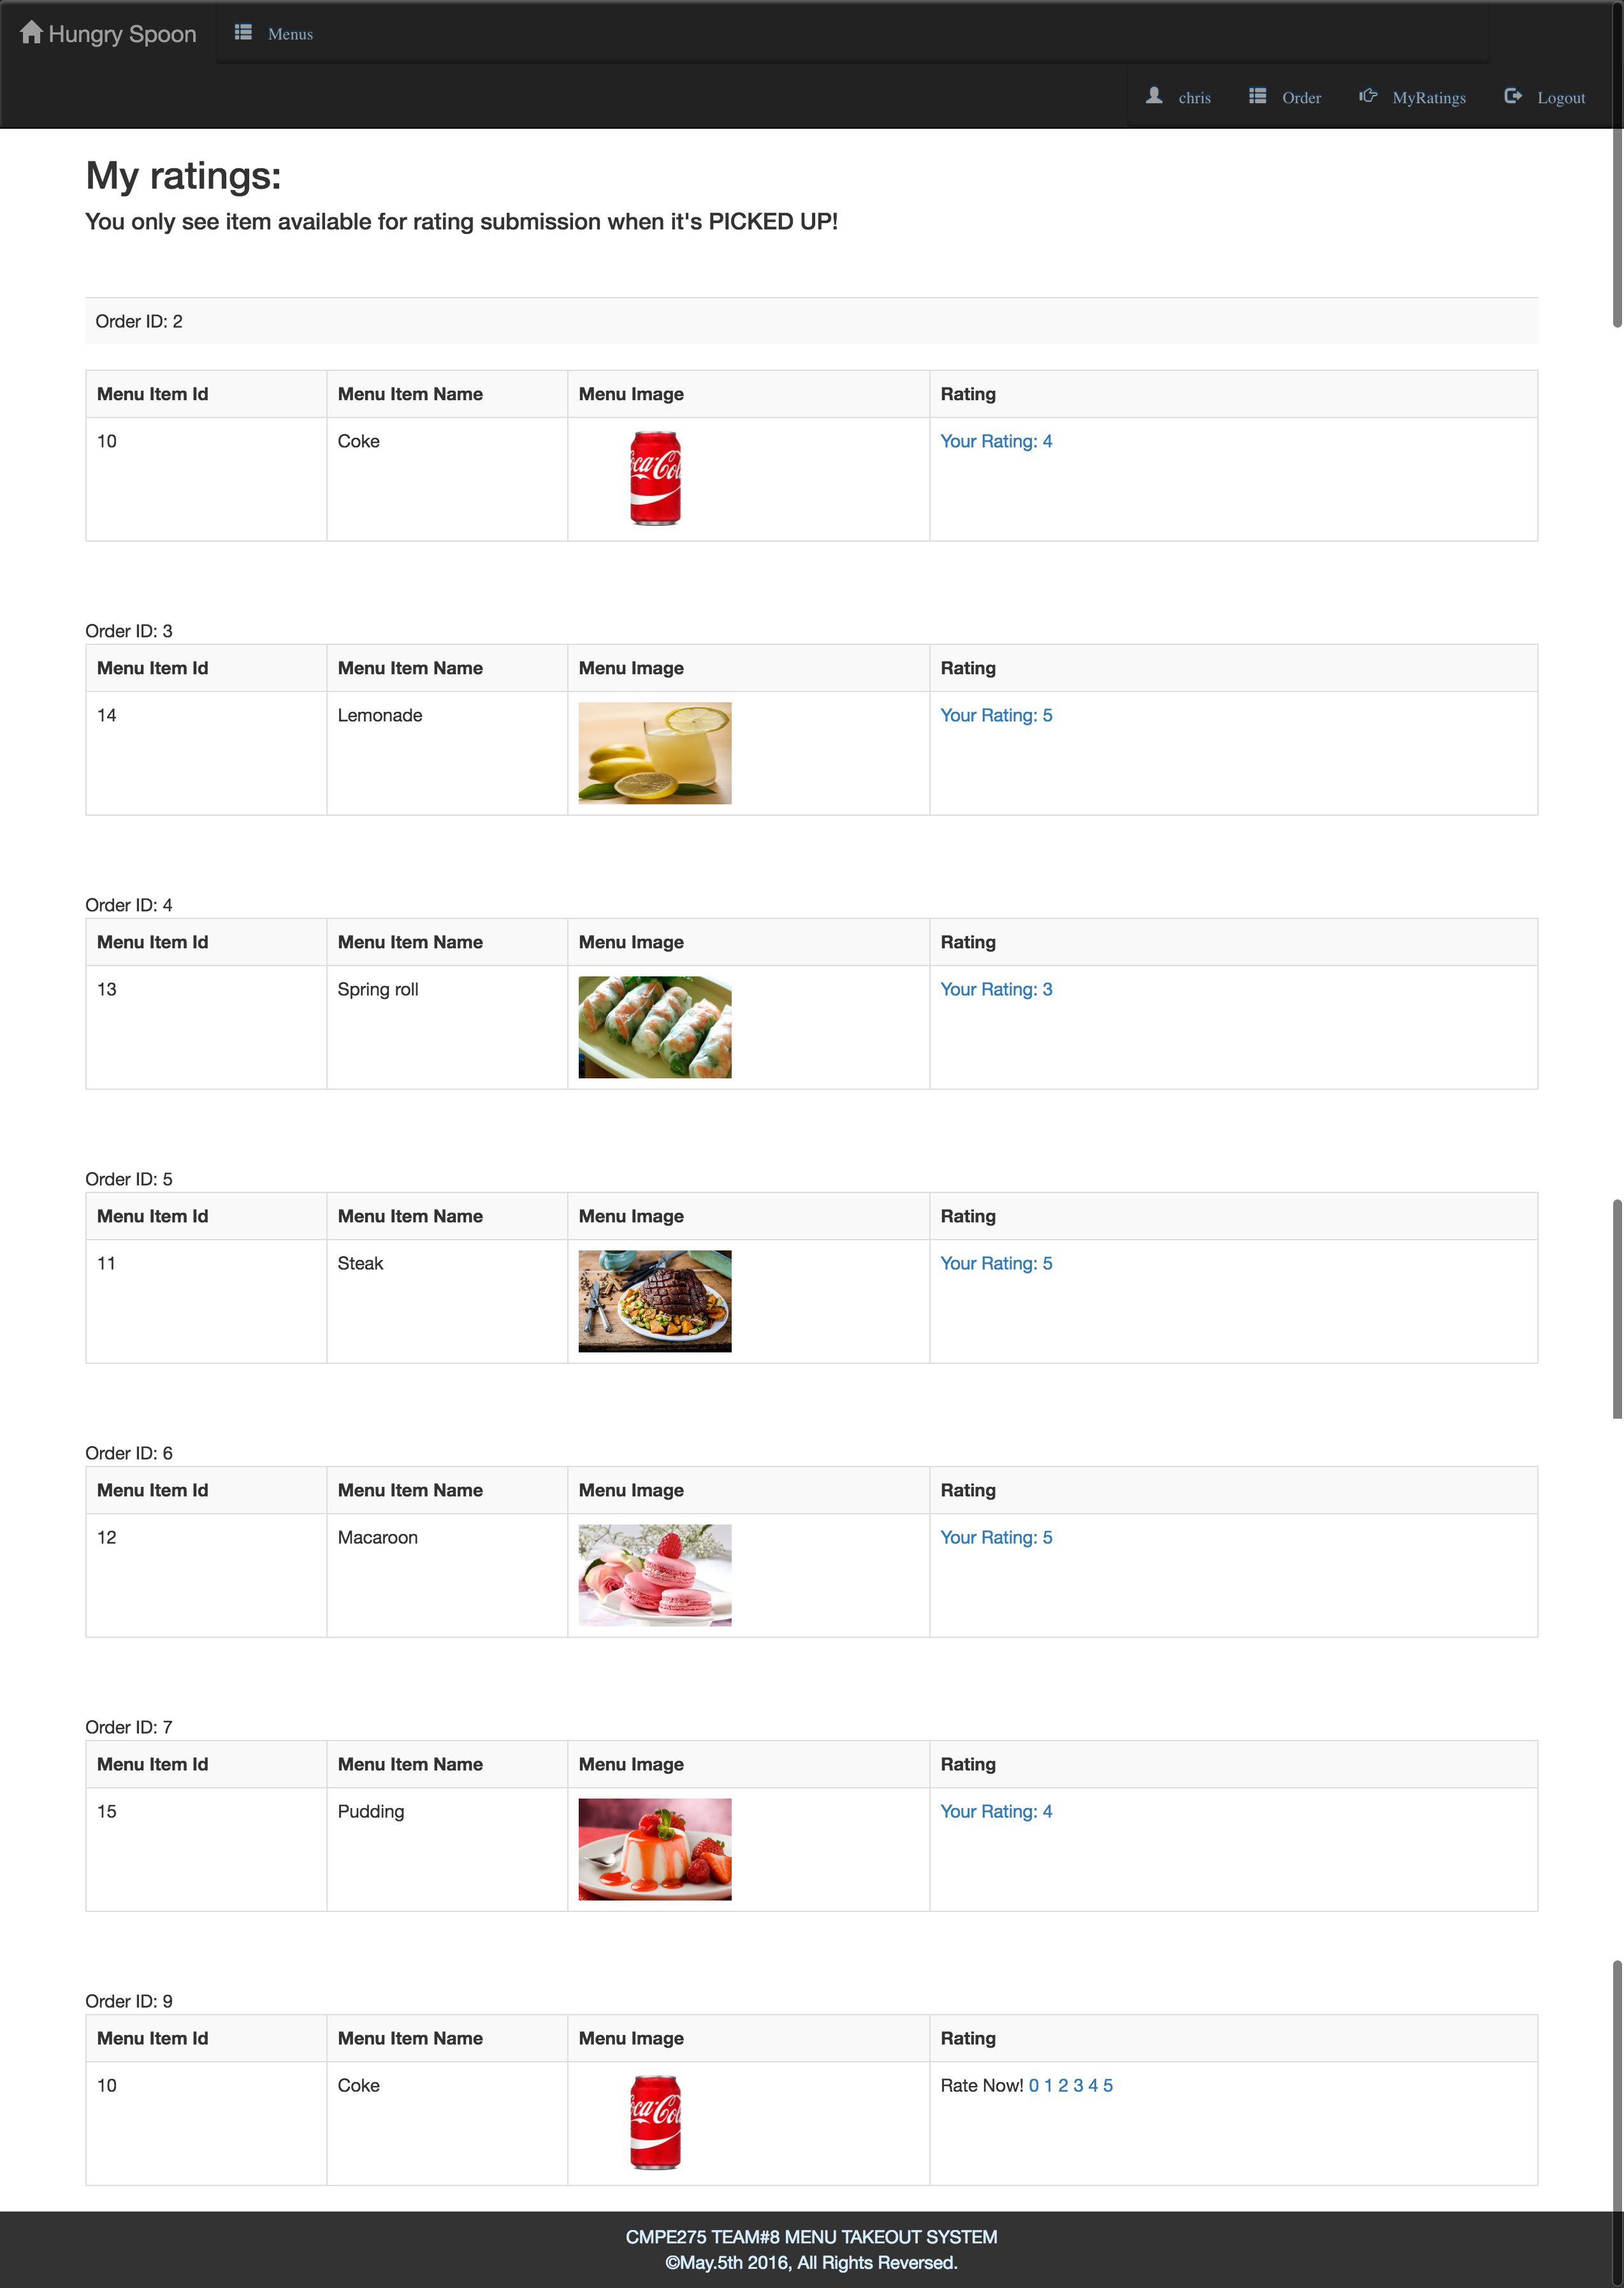 Hungry Spoon Menus
chris Order MyRatings Logout
My ratings:
You only see item available for rating submission when it's PICKED UP!
Order ID: 2
Menu Item Id Menu Item Name Menu Image Rating
10 Coke Your Rating: 4
Coca-Cola
Order ID: 3
Menu Item Id Menu Item Name Menu Image Rating
14 Lemonade Your Rating: 5
Order ID: 4
Menu Item Id Menu Item Name Menu Image Rating
13 Spring roll Your Rating: 3
Order ID: 5
Menu Item Id Menu Item Name Menu Image Rating
11 Steak Your Rating: 5
Order ID: 6
Menu Item Id Menu Item Name Menu Image Rating
12 Macaroon Your Rating: 5
Order ID: 7
Menu Item Id Menu Item Name Menu Image Rating
15 Pudding Your Rating: 4
Order ID: 9
Menu Item Id Menu Item Name Menu Image Rating
10 Coke Rate Now! 0 1 2 3 4 5
Coca-Cola
CMPE275 TEAM#8 MENU TAKEOUT SYSTEM
©May.5th 2016, All Rights Reversed.